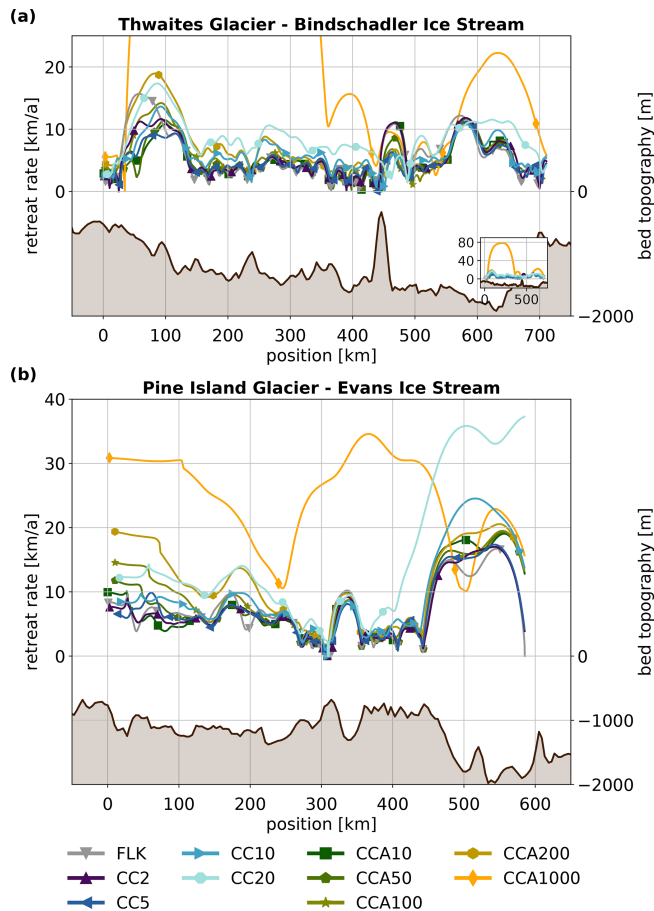 (a)
Thwaites Glacier - Bindschadler Ice Stream
retreat rate [km/a]
20
10
0
0
−2000
bed topography [m]
80
40
0
0
500
0 100 200 300 400 500 600 700
position [km]
(b)
Pine Island Glacier - Evans Ice Stream
retreat rate [km/a]
40
30
20
10
0
0
−1000
−2000
bed topography [m]
0 100 200 300 400 500 600
position [km]
FLK CC10 CCA10 CCA200
CC2 CC20 CCA50 CCA1000
CC5 CCA100